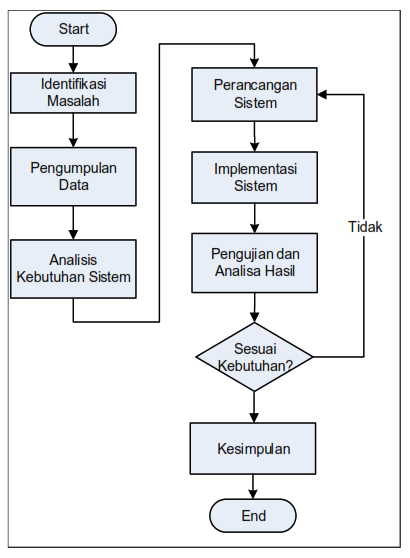 Start
Identifikasi
Masalah
Pengumpulan
Data
Analisis
Kebutuhan Sistem
Perancangan
Sistem
Implementasi
Sistem
Pengujian dan
Analisa Hasil
Sesuai
Kebutuhan?
Tidak
Kesimpulan
End